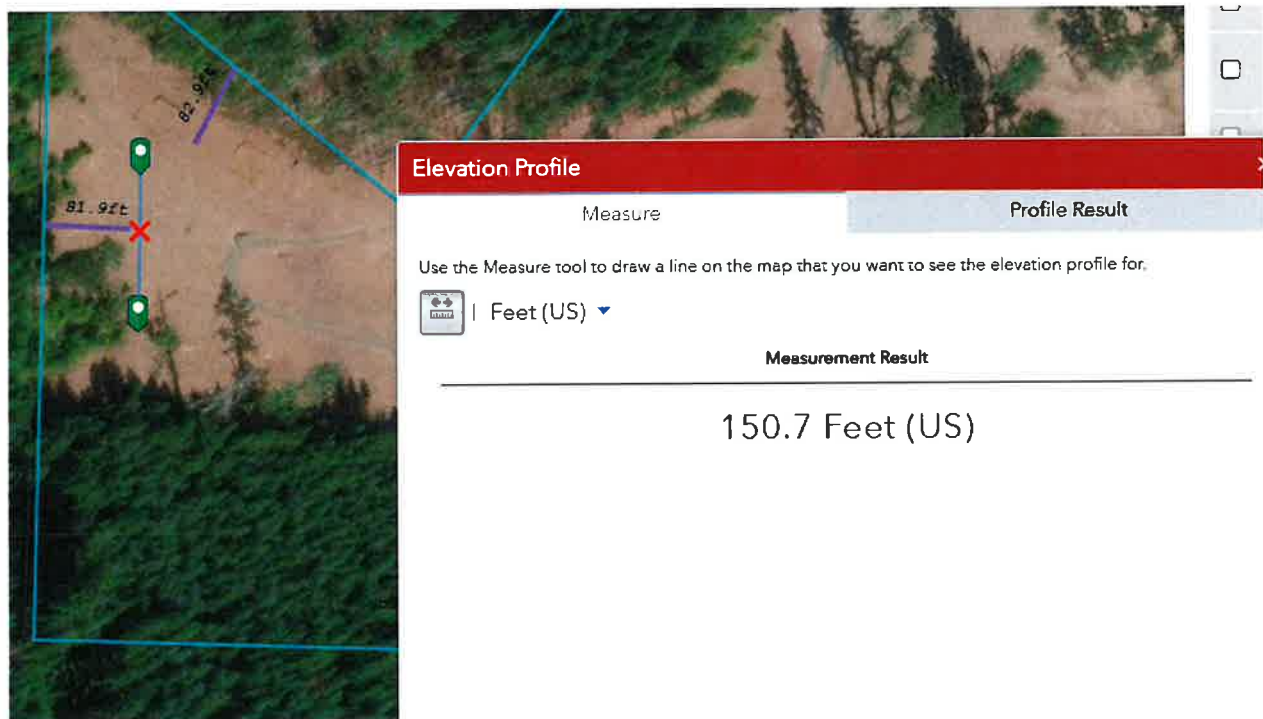 82.9ft
81.9ft
Elevation Profile
Measure
Profile Result
Use the Measure tool to draw a line on the map that you want to see the elevation profile for.
Feet (US)
Measurement Result
150.7 Feet (US)